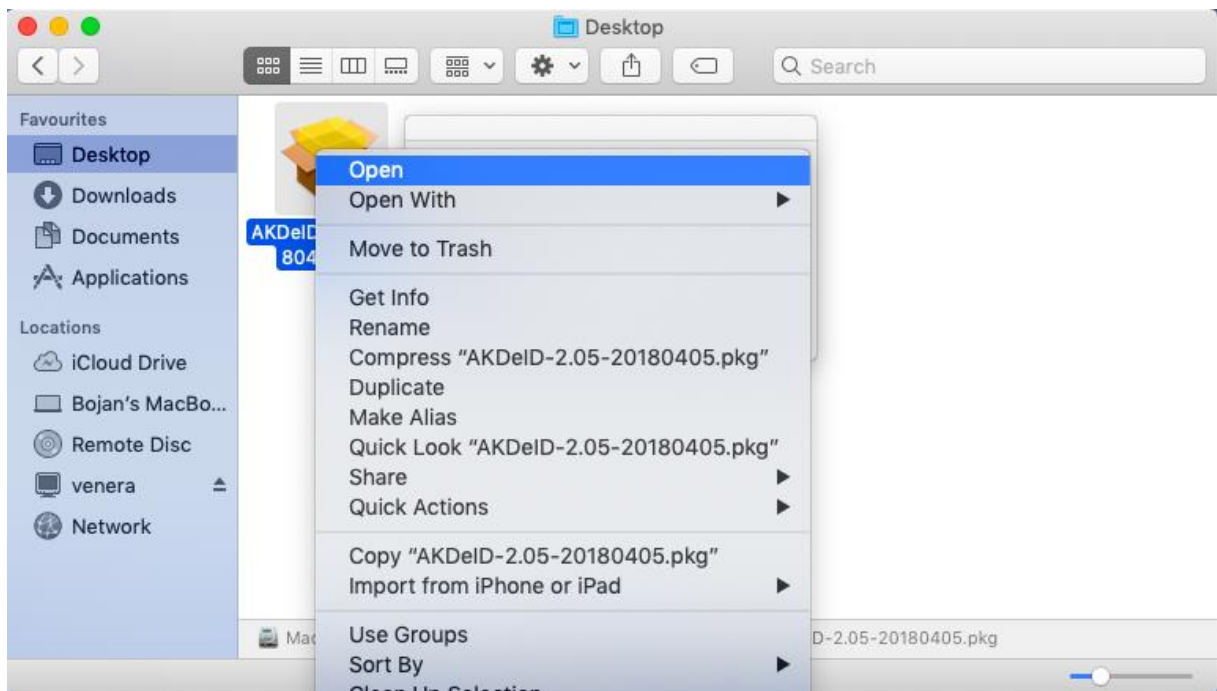 Desktop
Search
Favourites
Desktop
Downloads
Documents
Applications
Locations
iCloud Drive
Bojan's MacBo...
Remote Disc
venera
Network
AKDeID
804
Open
Open With
Move to Trash
Get Info
Rename
Compress “AKDeID-2.05-20180405.pkg”
Duplicate
Make Alias
Quick Look “AKDeID-2.05-20180405.pkg”
Share
Quick Actions
Copy “AKDeID-2.05-20180405.pkg”
Import from iPhone or iPad
Use Groups
Sort By
Clean Up Selection
Mac
D-2.05-20180405.pkg